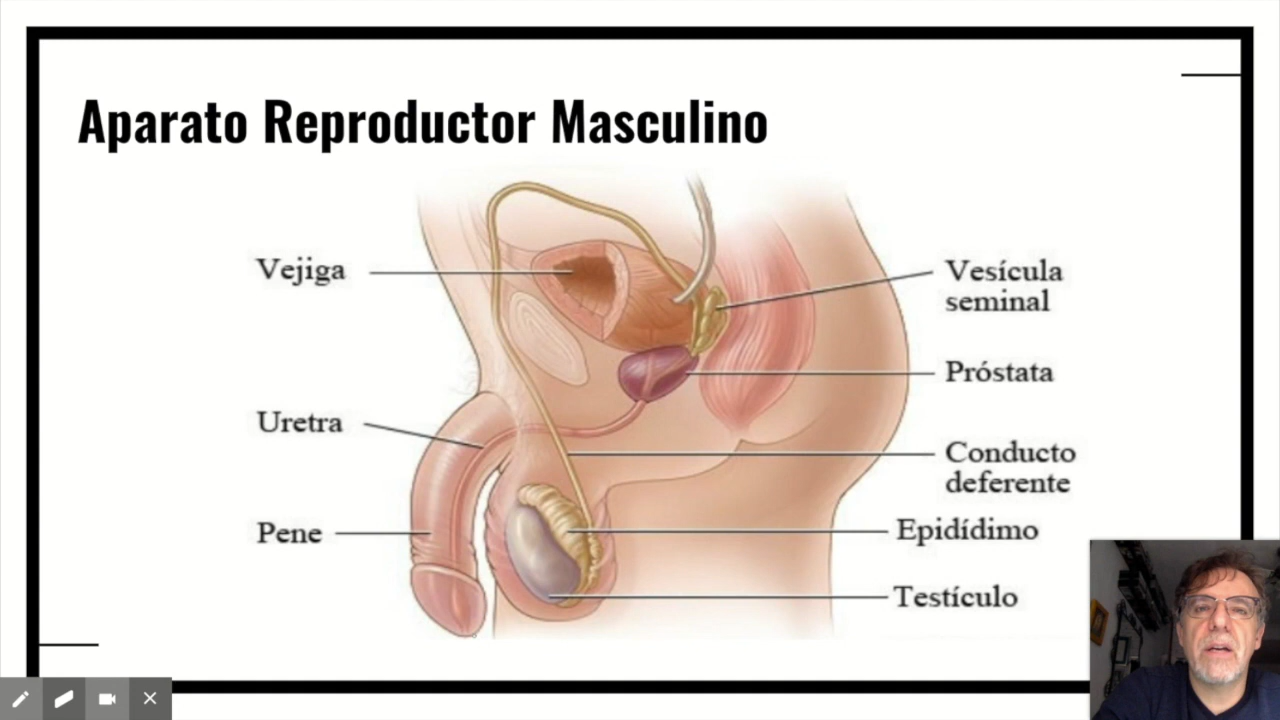 Aparato Reproductor Masculino
Vejiga
Vesícula
seminal
Próstata
Uretra
Conducto
deferente
Pene
Epidídimo
Testículo